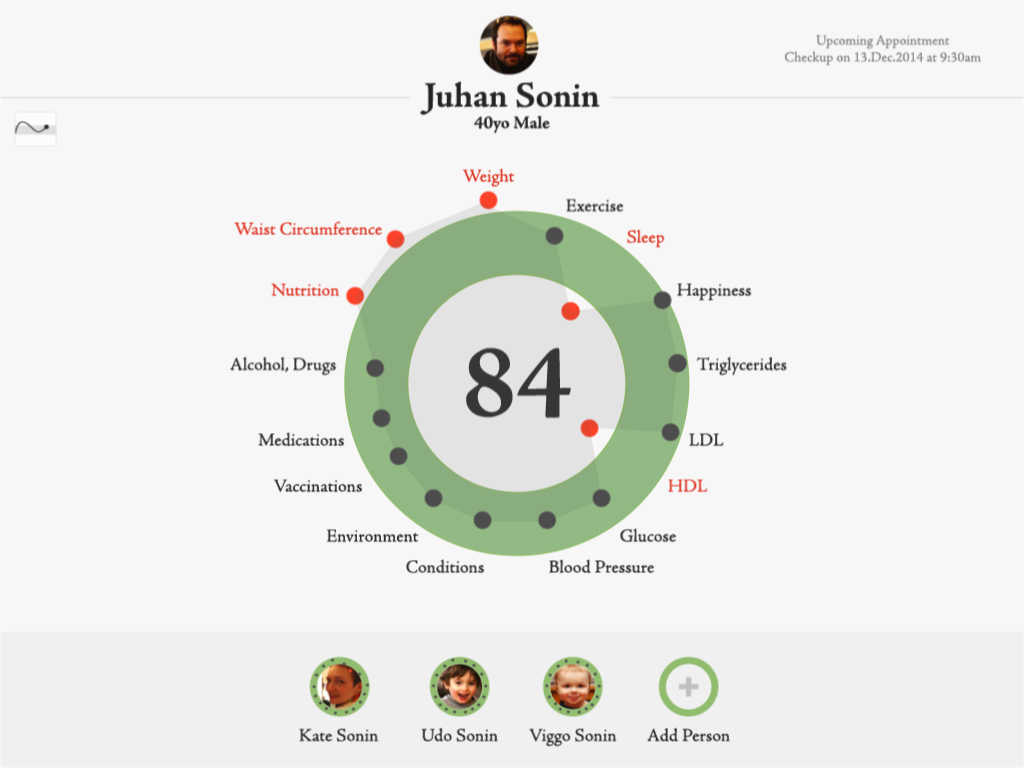 Upcoming Appointment
Checkup on 13.Dec.2014 at 9:30am
Juhan Sonin
40yo Male
Weight
Exercise
Waist Circumference
Sleep
Nutrition
Happiness
Alcohol, Drugs
Triglycerides
84
Medications
LDL
Vaccinations
HDL
Environment
Glucose
Conditions
Blood Pressure
Kate Sonin
Udo Sonin
Viggo Sonin
Add Person